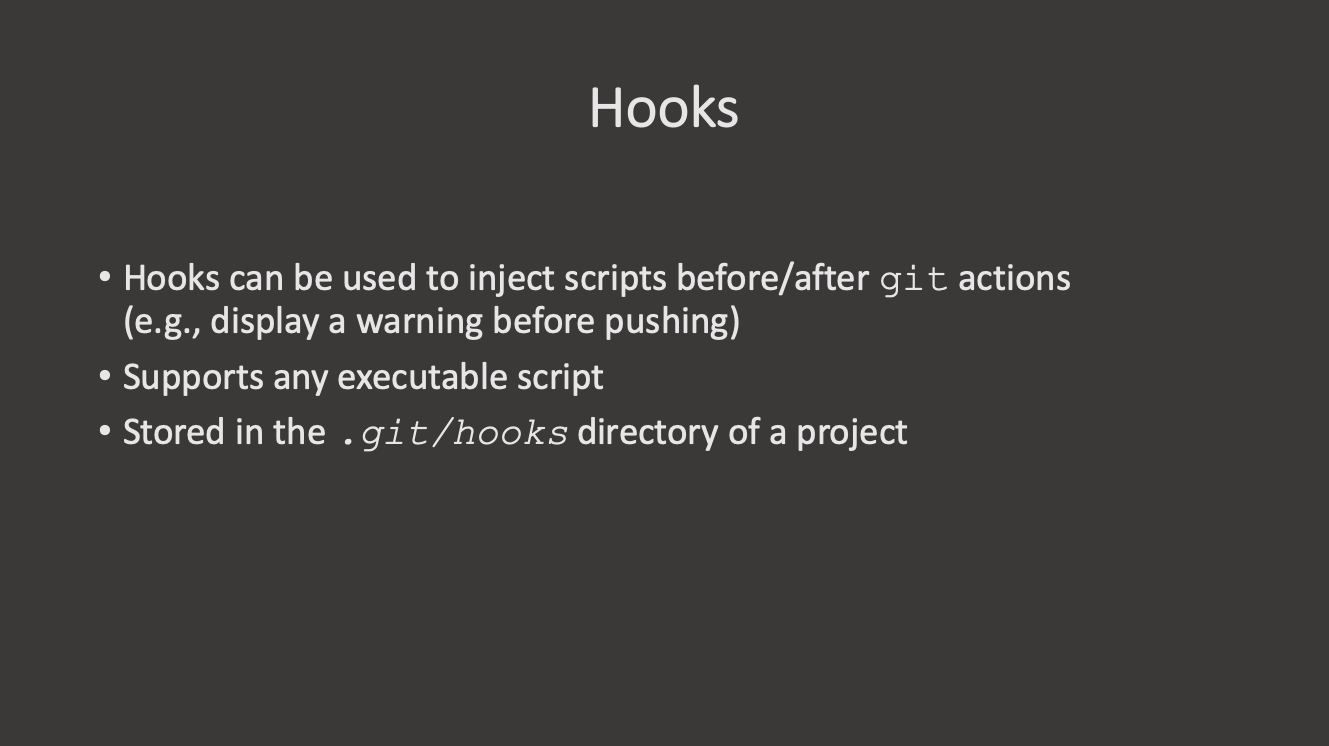 Hooks
• Hooks can be used to inject scripts before/after git actions
(e.g., display a warning before pushing)
• Supports any executable script
• Stored in the .git/hooks directory of a project